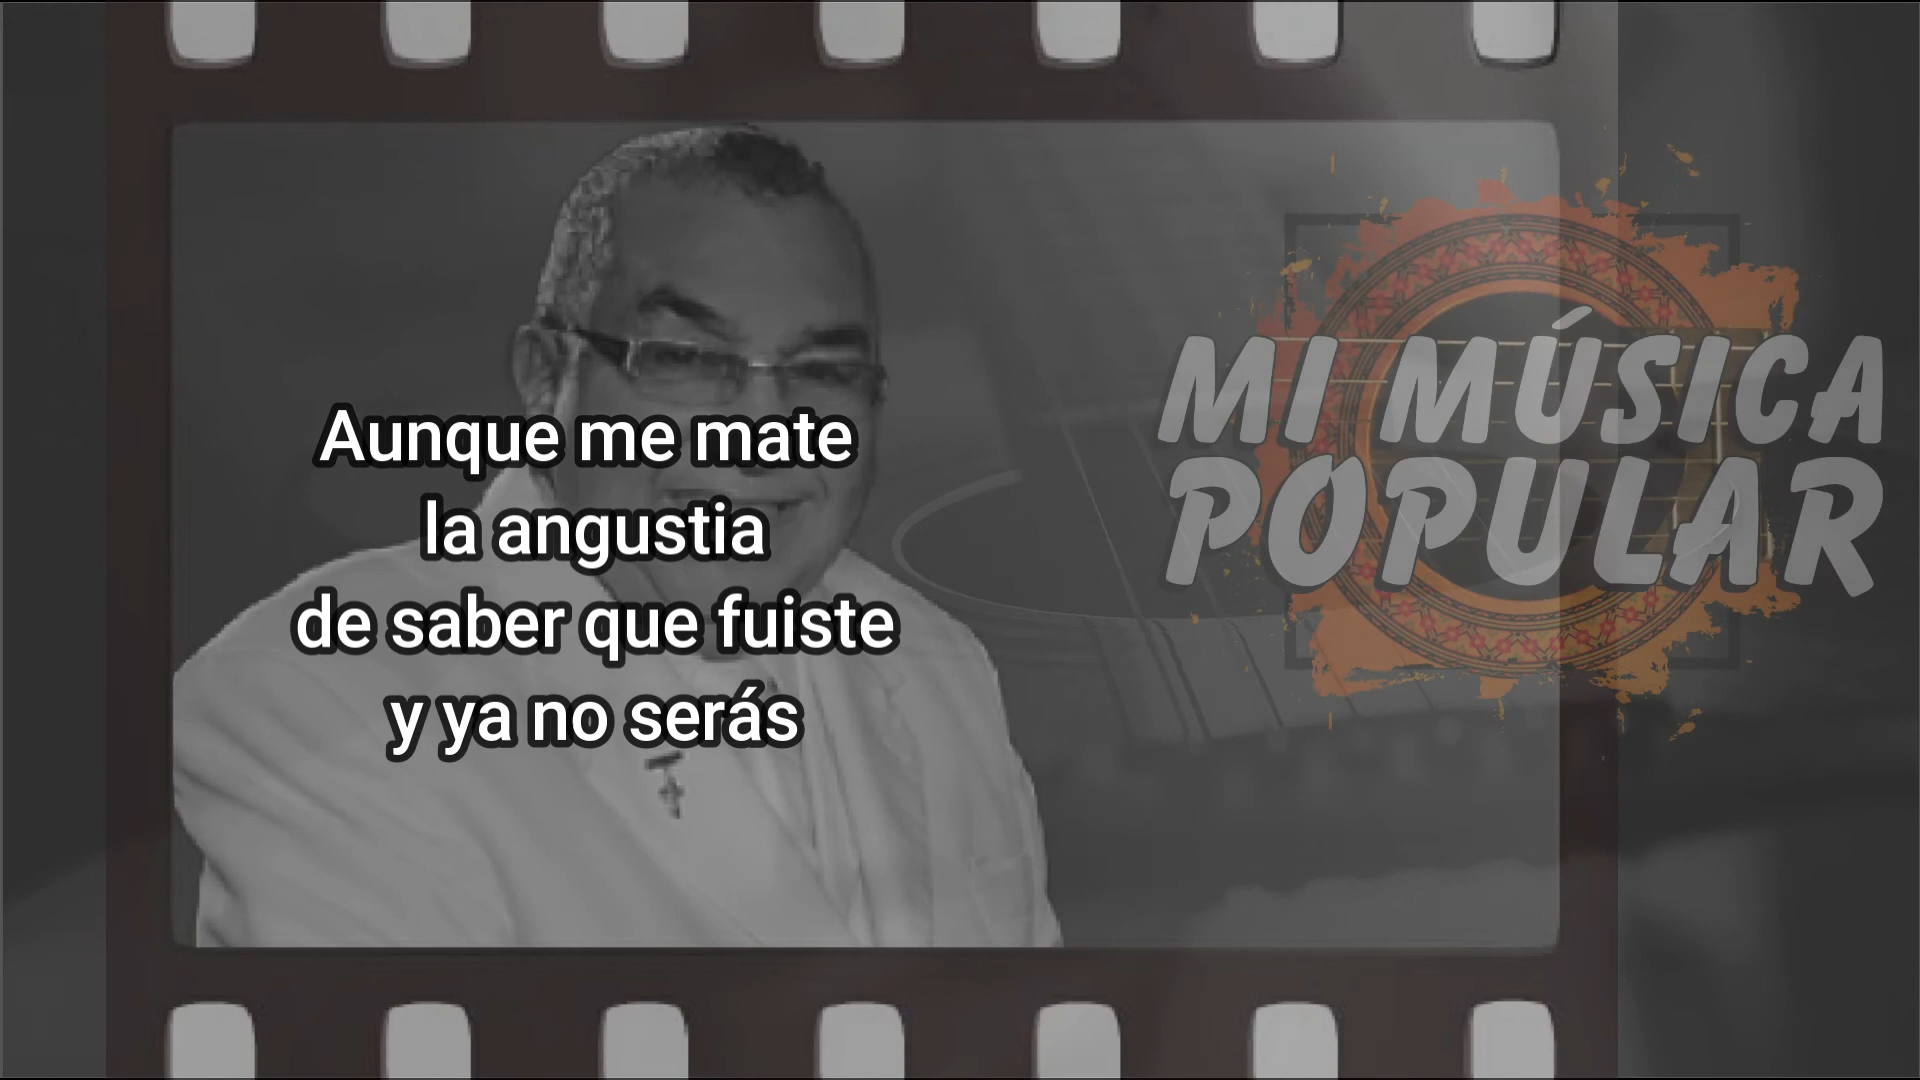 Aunque me mate
la angustia
de saber que fuiste
y ya no serás
MI MÚSICA
POPULAR